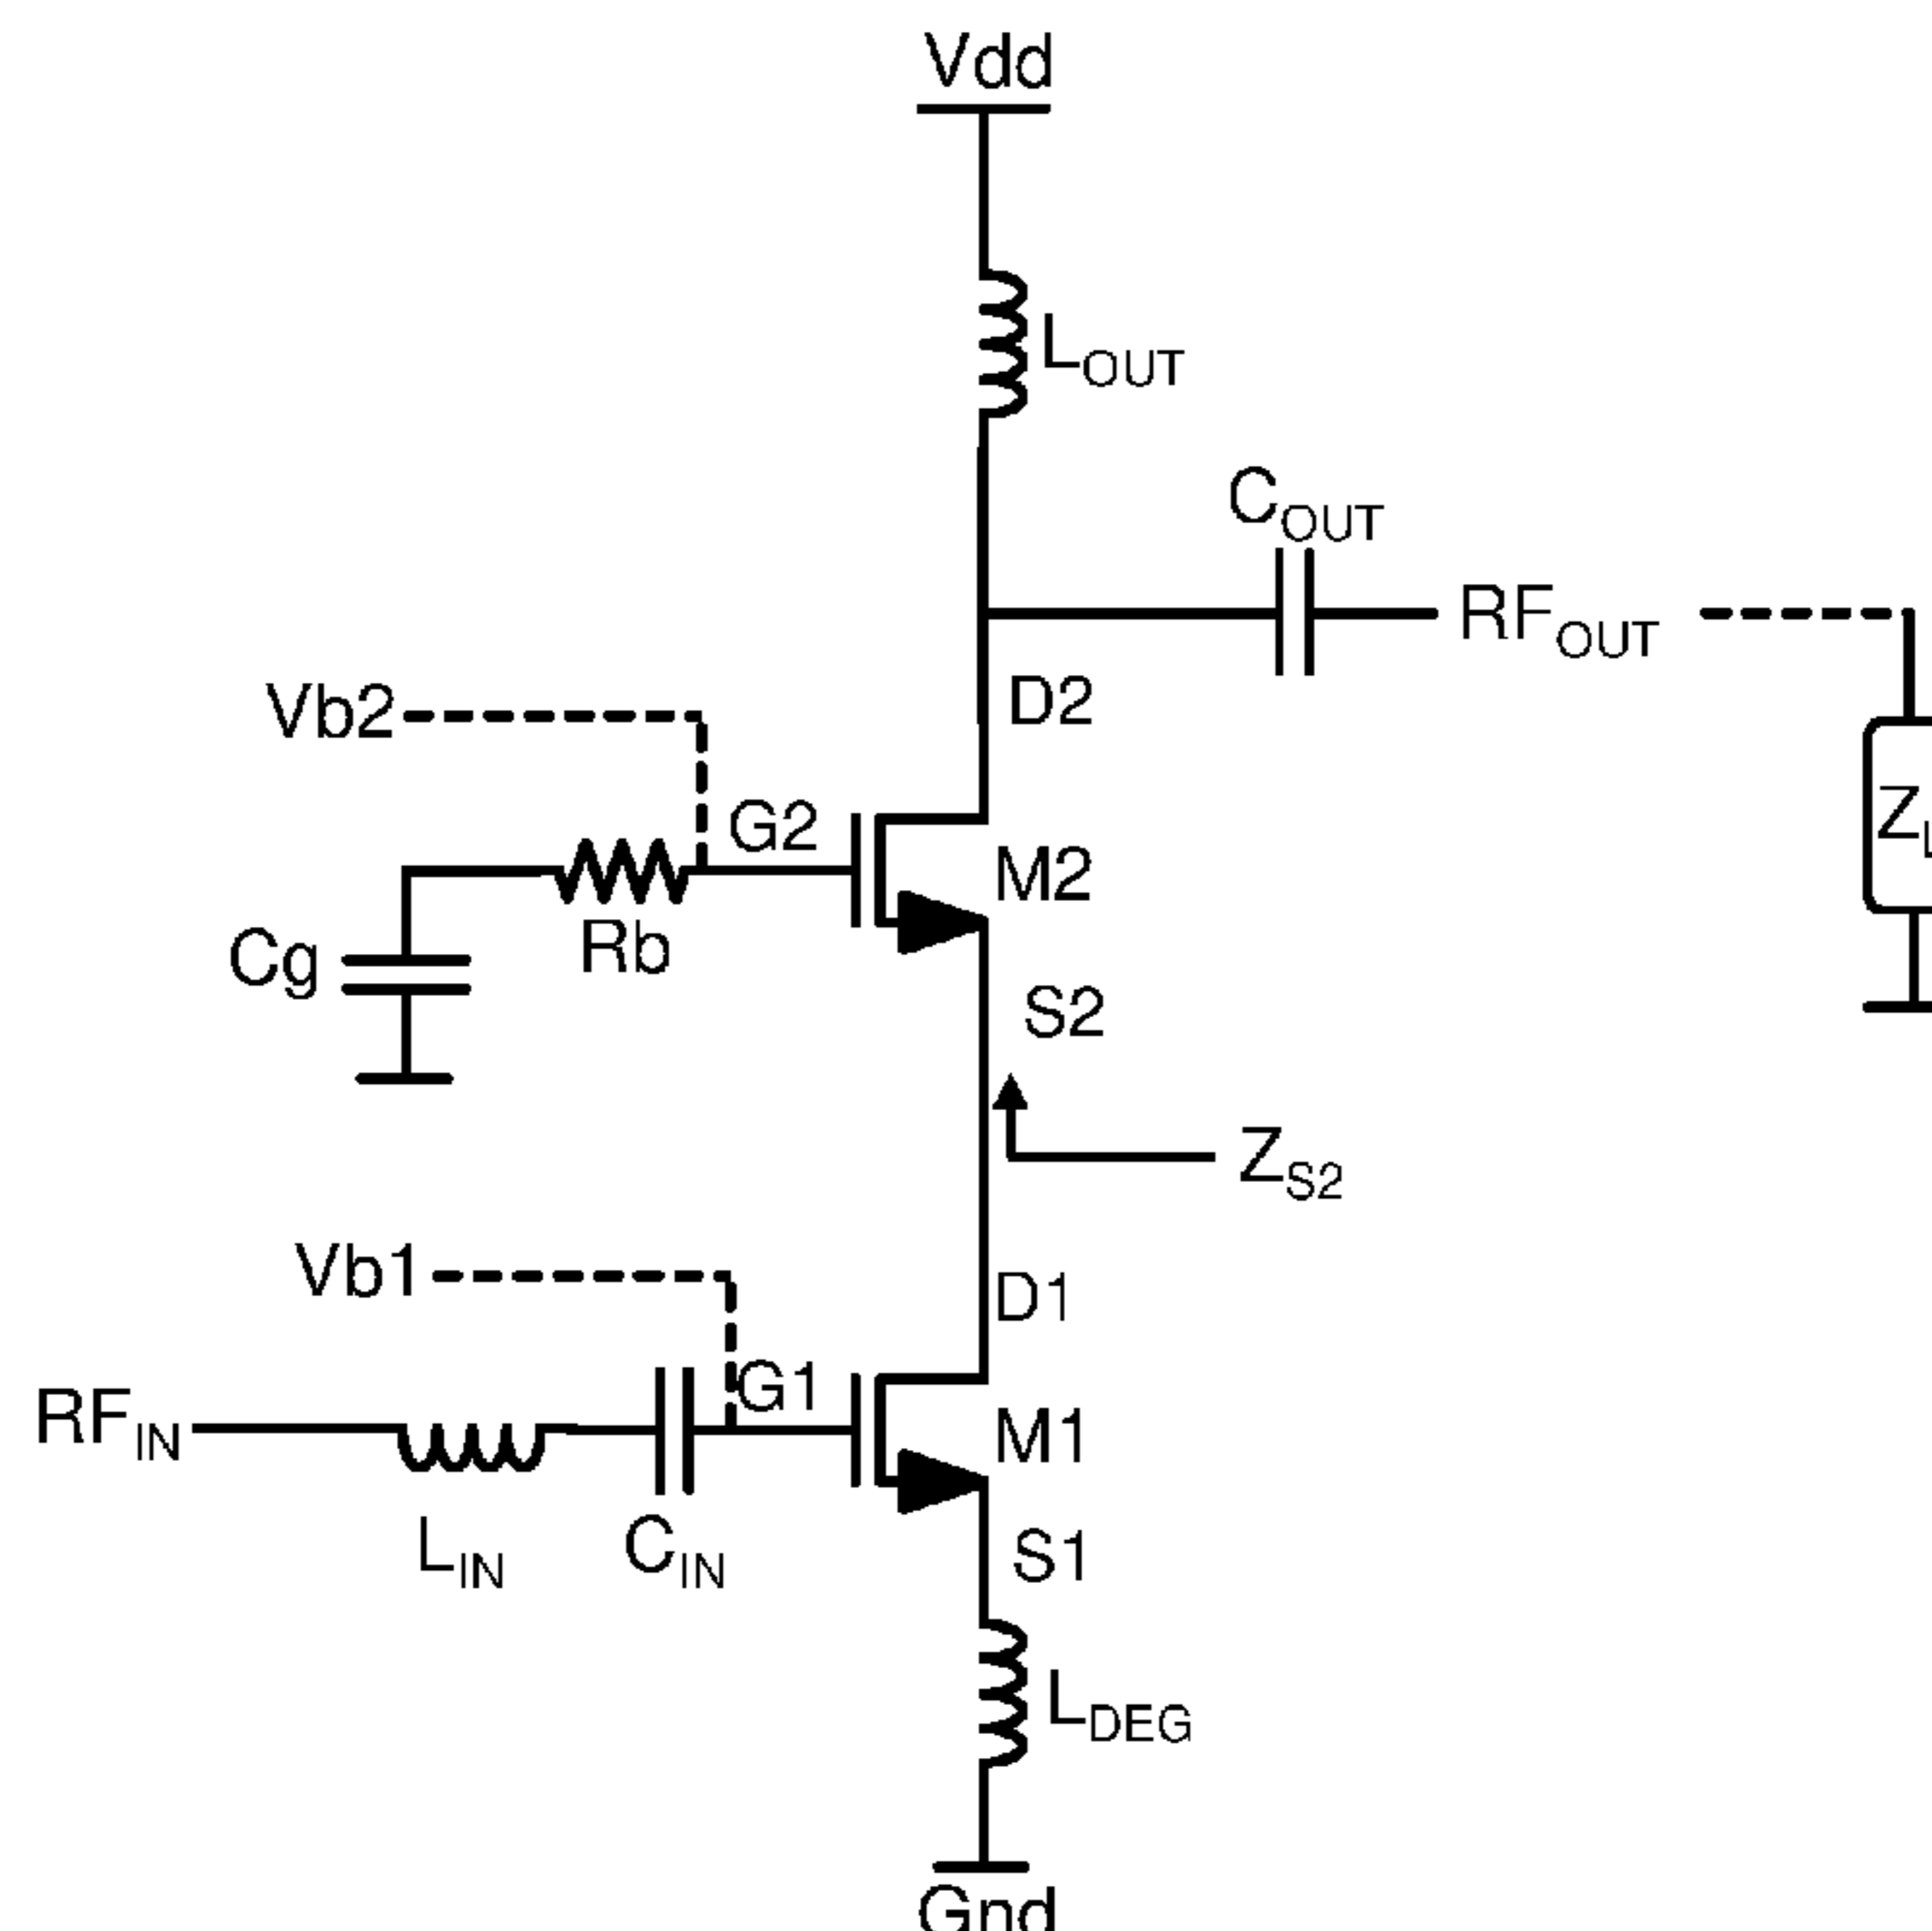 Vdd
LOUT
COUT
RFOUT
D2
Vb2
G2
M2
ZL
Rb
Cg
S2
ZS2
Vb1
D1
G1
RFIN
M1
LIN
CIN
S1
LDEG
Gnd